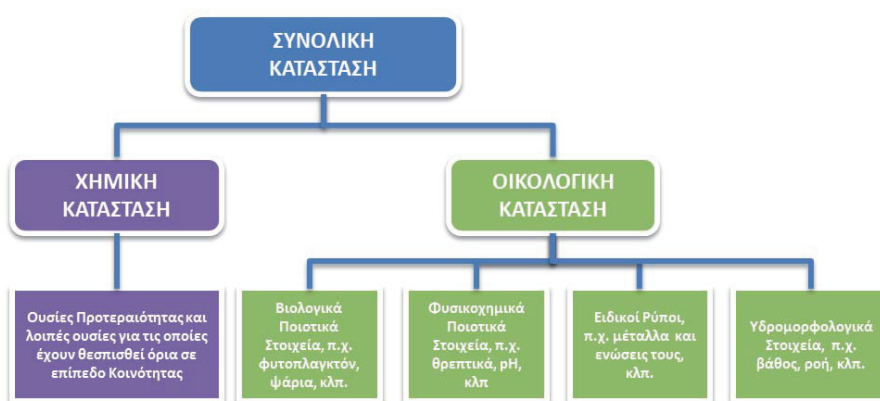 ΣΥΝΟΛΙΚΗ
ΚΑΤΑΣΤΑΣΗ
ΧΗΜΙΚΗ
ΚΑΤΑΣΤΑΣΗ
ΟΙΚΟΛΟΓΙΚΗ
ΚΑΤΑΣΤΑΣΗ
Ουσίες Προτεραιότητας και
λοιπές ουσίες για τις οποίες
έχουν θεσπισθεί όρια σε
επίπεδο Κοινότητας
Βιολογικά
Ποιοτικά
Στοιχεία, π.χ.
φυτοπλαγκτόν,
ψάρια, κλπ.
Φυσικοχημικά
Ποιοτικά
Στοιχεία, π.χ.
θρεπτικά, pH,
κλπ
Ειδικοί Ρύποι,
π.χ. μέταλλα και
ενώσεις τους,
κλπ.
Υδρομορφολογικά
Στοιχεία, π.χ.
βάθος, ροή, κλπ.